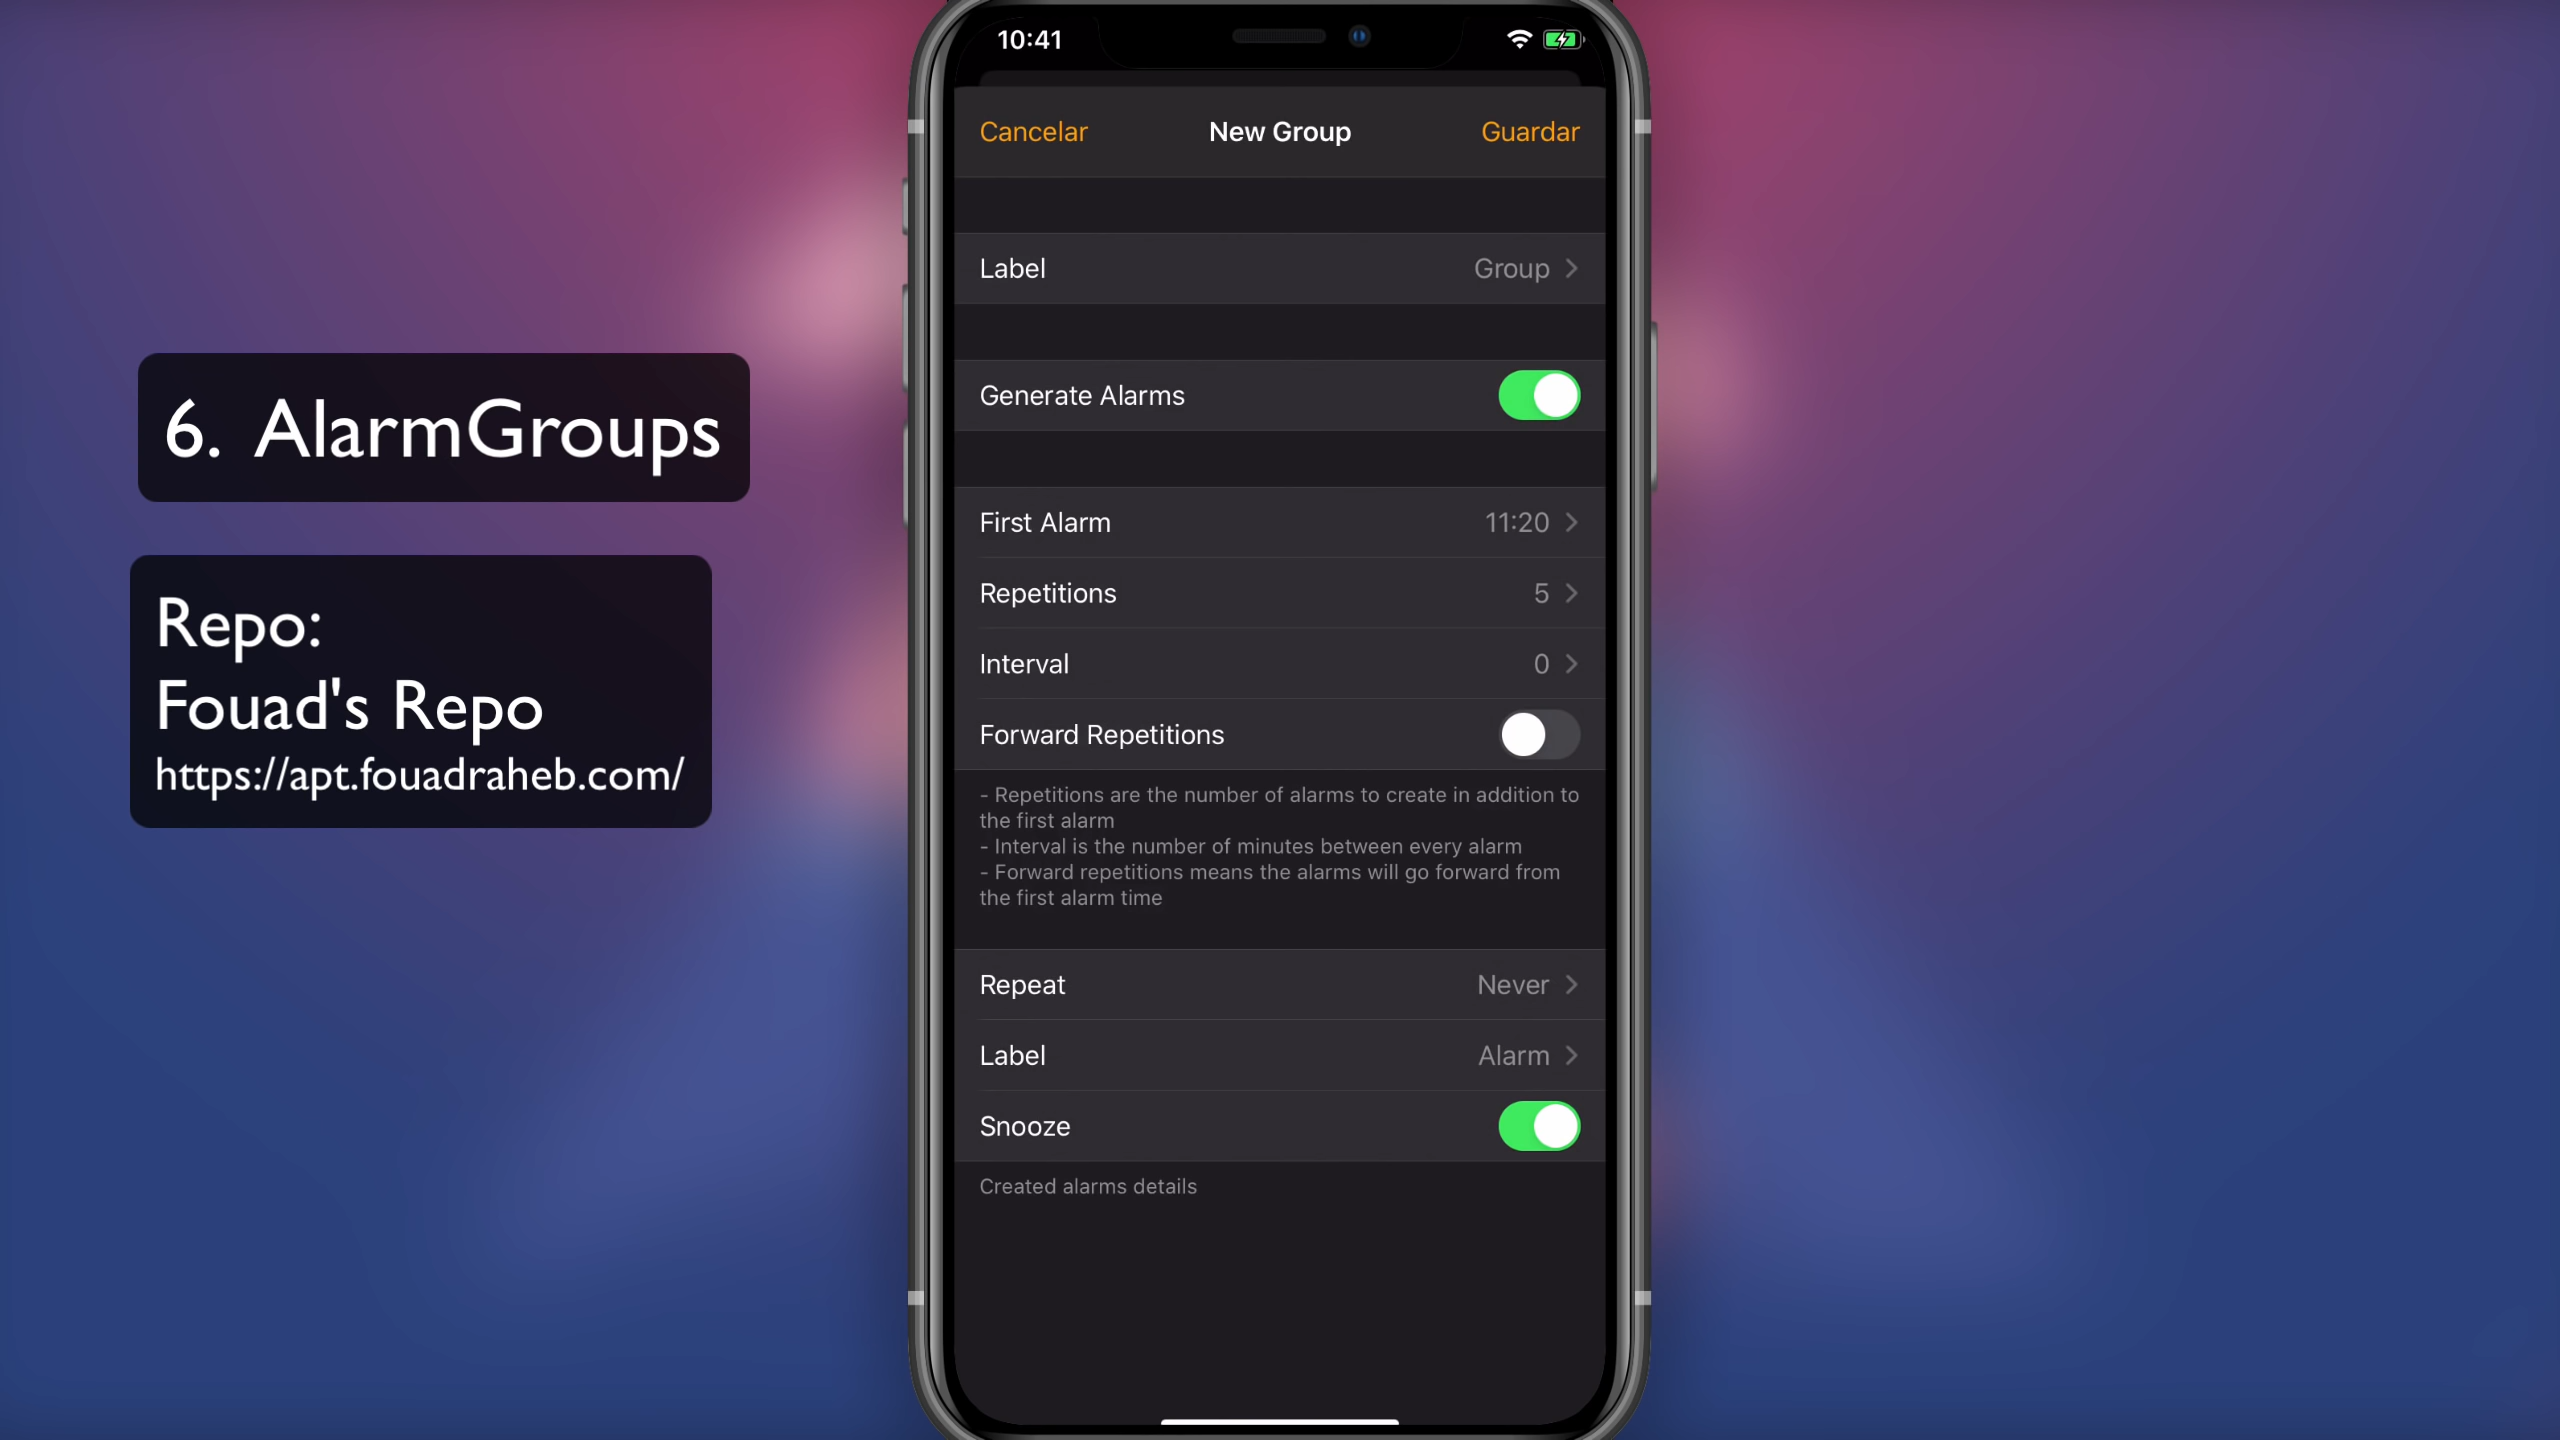 6. AlarmGroups
Repo:
Fouad's Repo
https://apt.fouadraheb.com/
10:41
Cancelar New Group Guardar
Label Group
Generate Alarms
First Alarm 11:20
Repetitions 5
Interval 0
Forward Repetitions
- Repetitions are the number of alarms to create in addition to
the first alarm
- Interval is the number of minutes between every alarm
- Forward repetitions means the alarms will go forward from
the first alarm time
Repeat Never
Label Alarm
Snooze
Created alarms details